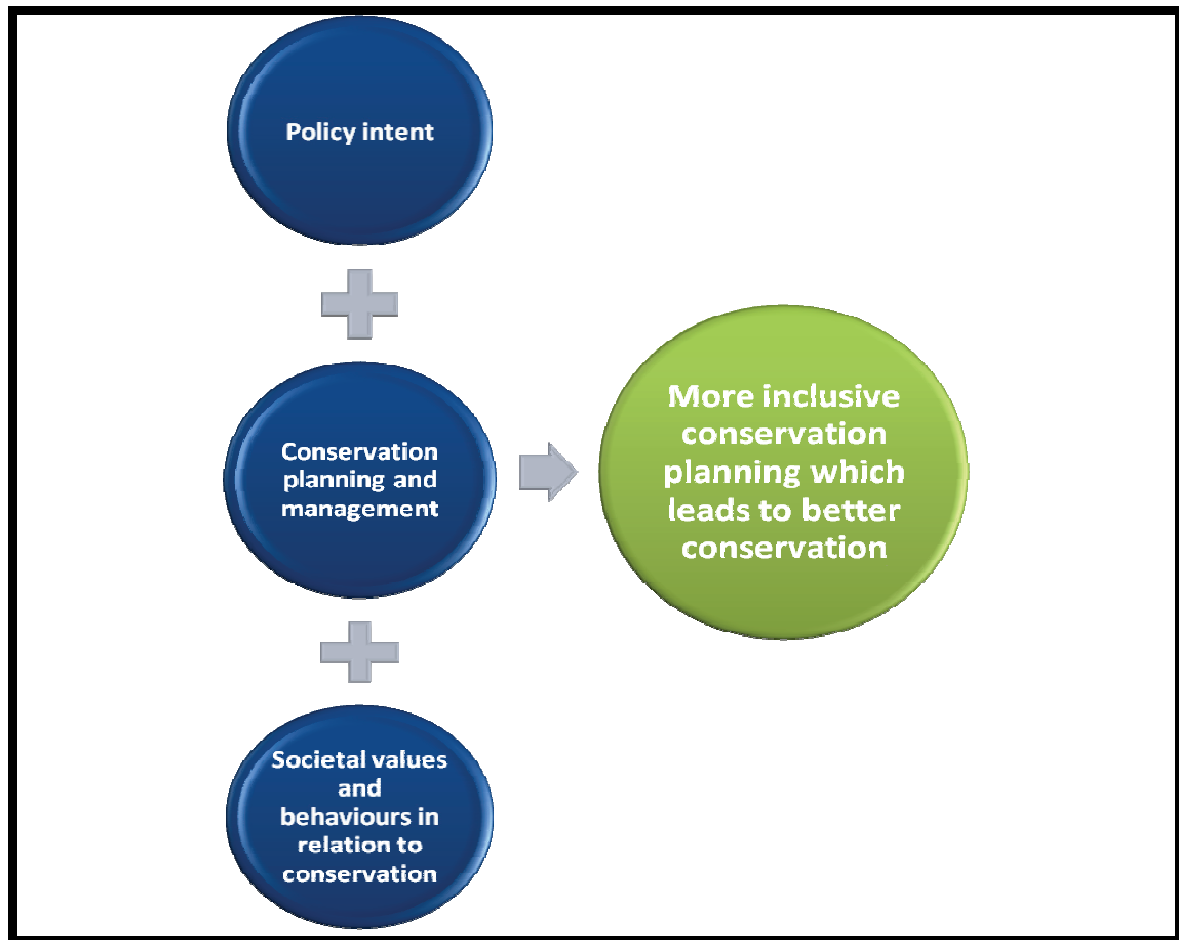 Policy intent
Conservation
planning and
management
More inclusive
conservation
planning which
leads to better
conservation
Societal values
and
behaviours in
relation to
conservation